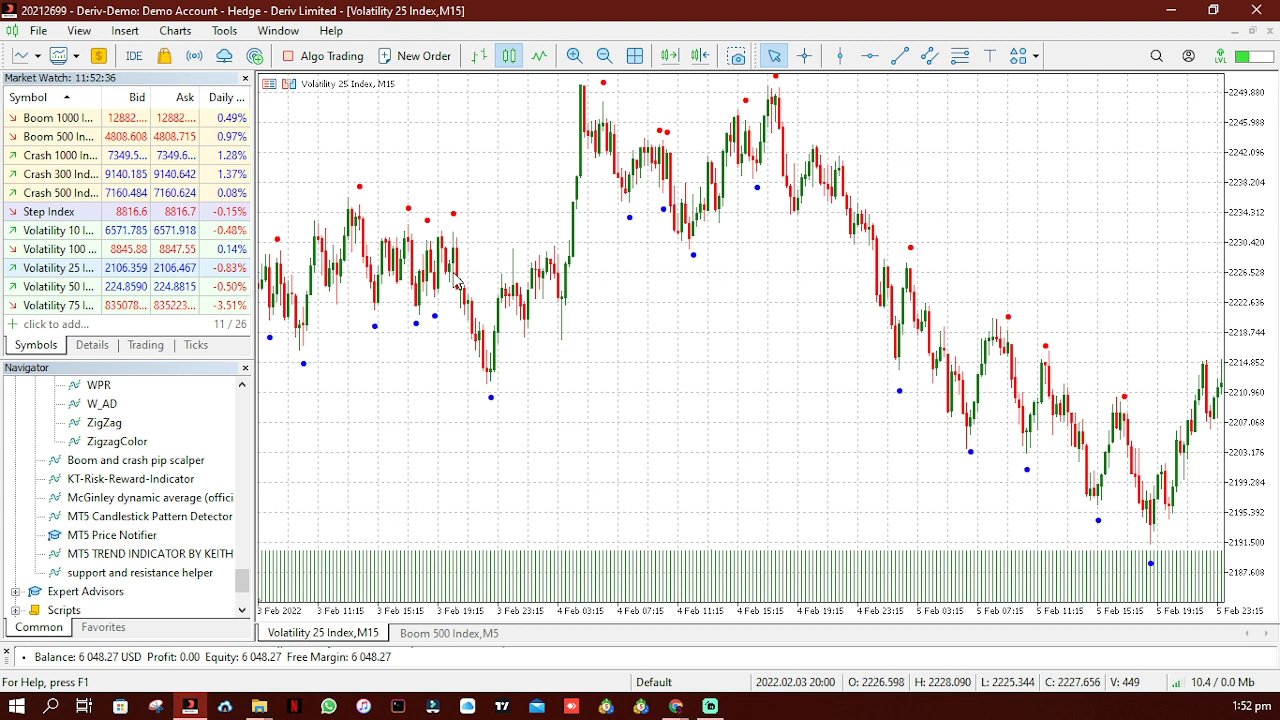 20212699 - Deriv-Demo: Demo Account - Hedge - Deriv Limited - [Volatility 25 Index,M15]
File View Insert Charts Tools Window Help
IDE Algo Trading New Order LVL
Market Watch: 11:52:36
Symbol Bid Ask Daily ...
Boom 1000 I... 12882.... 12882.... 0.49%
Boom 500 In... 4808.608 4808.715 0.97%
Crash 1000 In... 7349.5... 7349.6... 1.28%
Crash 300 Ind... 9140.185 9140.642 1.37%
Crash 500 Ind... 7160.484 7160.624 0.08%
Step Index 8816.6 8816.7 -0.15%
Volatility 10 I... 6571.785 6571.918 -0.48%
Volatility 100 ... 8845.88 8847.55 0.14%
Volatility 25 I... 2106.359 2106.467 -0.83%
Volatility 50 I... 224.8590 224.8815 -0.50%
Volatility 75 I... 835078... 835223... -3.51%
click to add... 11 / 26
Symbols Details Trading Ticks
Navigator
WPR
W_AD
ZigZag
ZigzagColor
Boom and crash pip scalper
KT-Risk-Reward-Indicator
McGinley dynamic average (offici
MT5 Candlestick Pattern Detector
MT5 Price Notifier
MT5 TREND INDICATOR BY KEITH
support and resistance helper
Expert Advisors
Scripts
Common Favorites
Volatility 25 Index, M15
2249.880
2245.988
2242.096
2238.204
2234.312
2230.420
2226.528
2222.636
2218.744
2214.852
2210.960
2207.068
2203.176
2199.284
2195.392
2191.500
2187.608
3 Feb 2022 3 Feb 11:15 3 Feb 15:15 3 Feb 19:15 3 Feb 23:15 4 Feb 03:15 4 Feb 07:15 4 Feb 11:15 4 Feb 15:15 4 Feb 19:15 4 Feb 23:15 5 Feb 03:15 5 Feb 07:15 5 Feb 11:15 5 Feb 15:15 5 Feb 19:15 5 Feb 23:15
Volatility 25 Index,M15 Boom 500 Index,M5
Balance: 6 048.27 USD Profit: 0.00 Equity: 6 048.27 Free Margin: 6 048.27
For Help, press F1 Default 2022.02.03 20:00 O: 2226.598 H: 2228.090 L: 2225.344 C: 2227.656 V: 449 10.4 / 0.0 Mb
1:52 pm